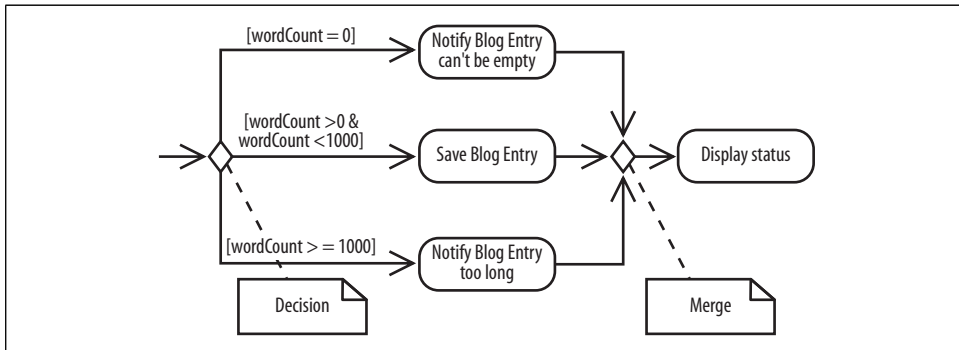 [wordCount = 0]
Notify Blog Entry
can't be empty
[wordCount >0 &
wordCount <1000]
Save Blog Entry
Display status
[wordCount > = 1000]
Notify Blog Entry
too long
Decision
Merge